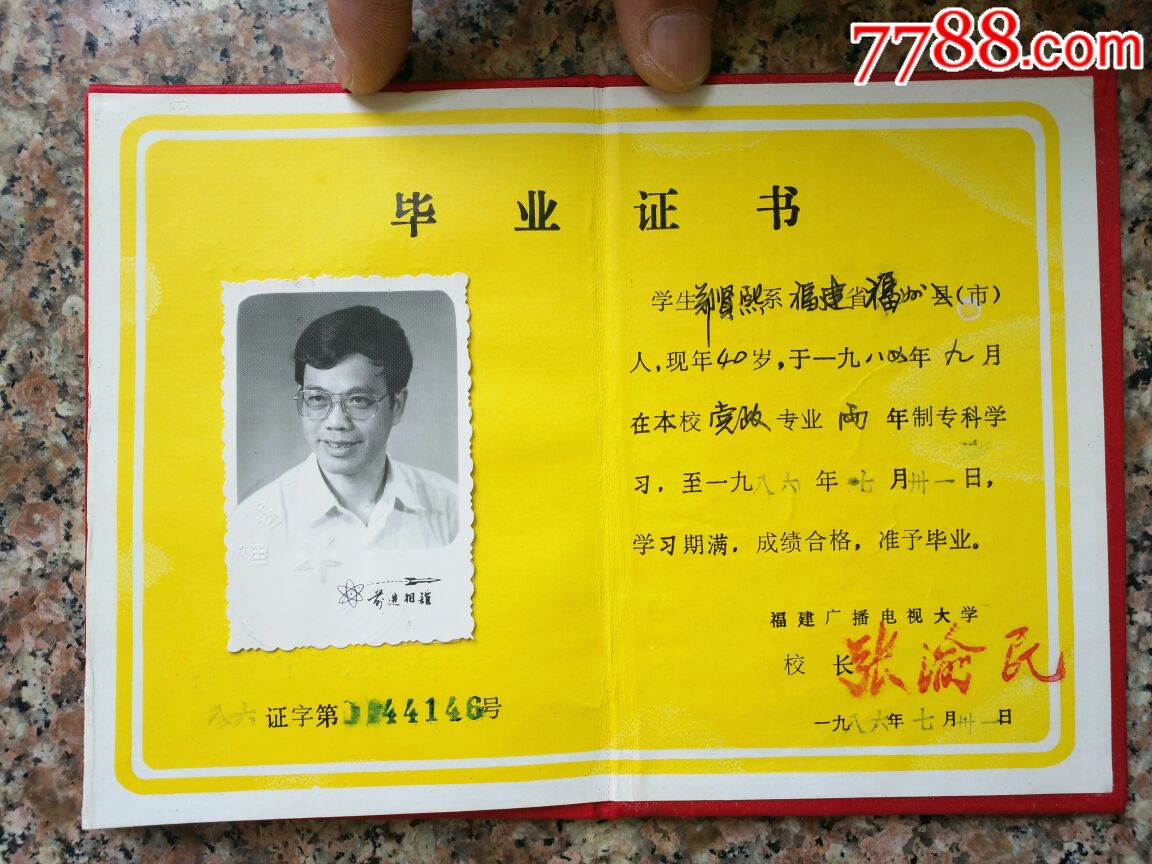 7788.com
毕业证书
学生郑贤熙系福建省福州县(市)
人，现年40岁，于一九八四年九月
在本校党政专业两年制专科学
习，至一九八六年七月卅一日，
学习期满，成绩合格，准予毕业。
福建广播电视大学
校长张渝民
一九八六年七月卅一日
前进相馆
八六证字第44146号